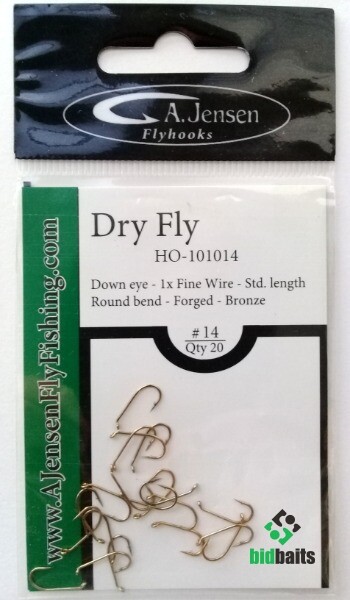 A.Jensen
Flyhooks
Dry Fly
HO-101014
Down eye - 1x Fine Wire - Std. length
Round bend - Forged - Bronze
# 14
Qty 20
www.AJensenFlyFishing.com
bidbaits